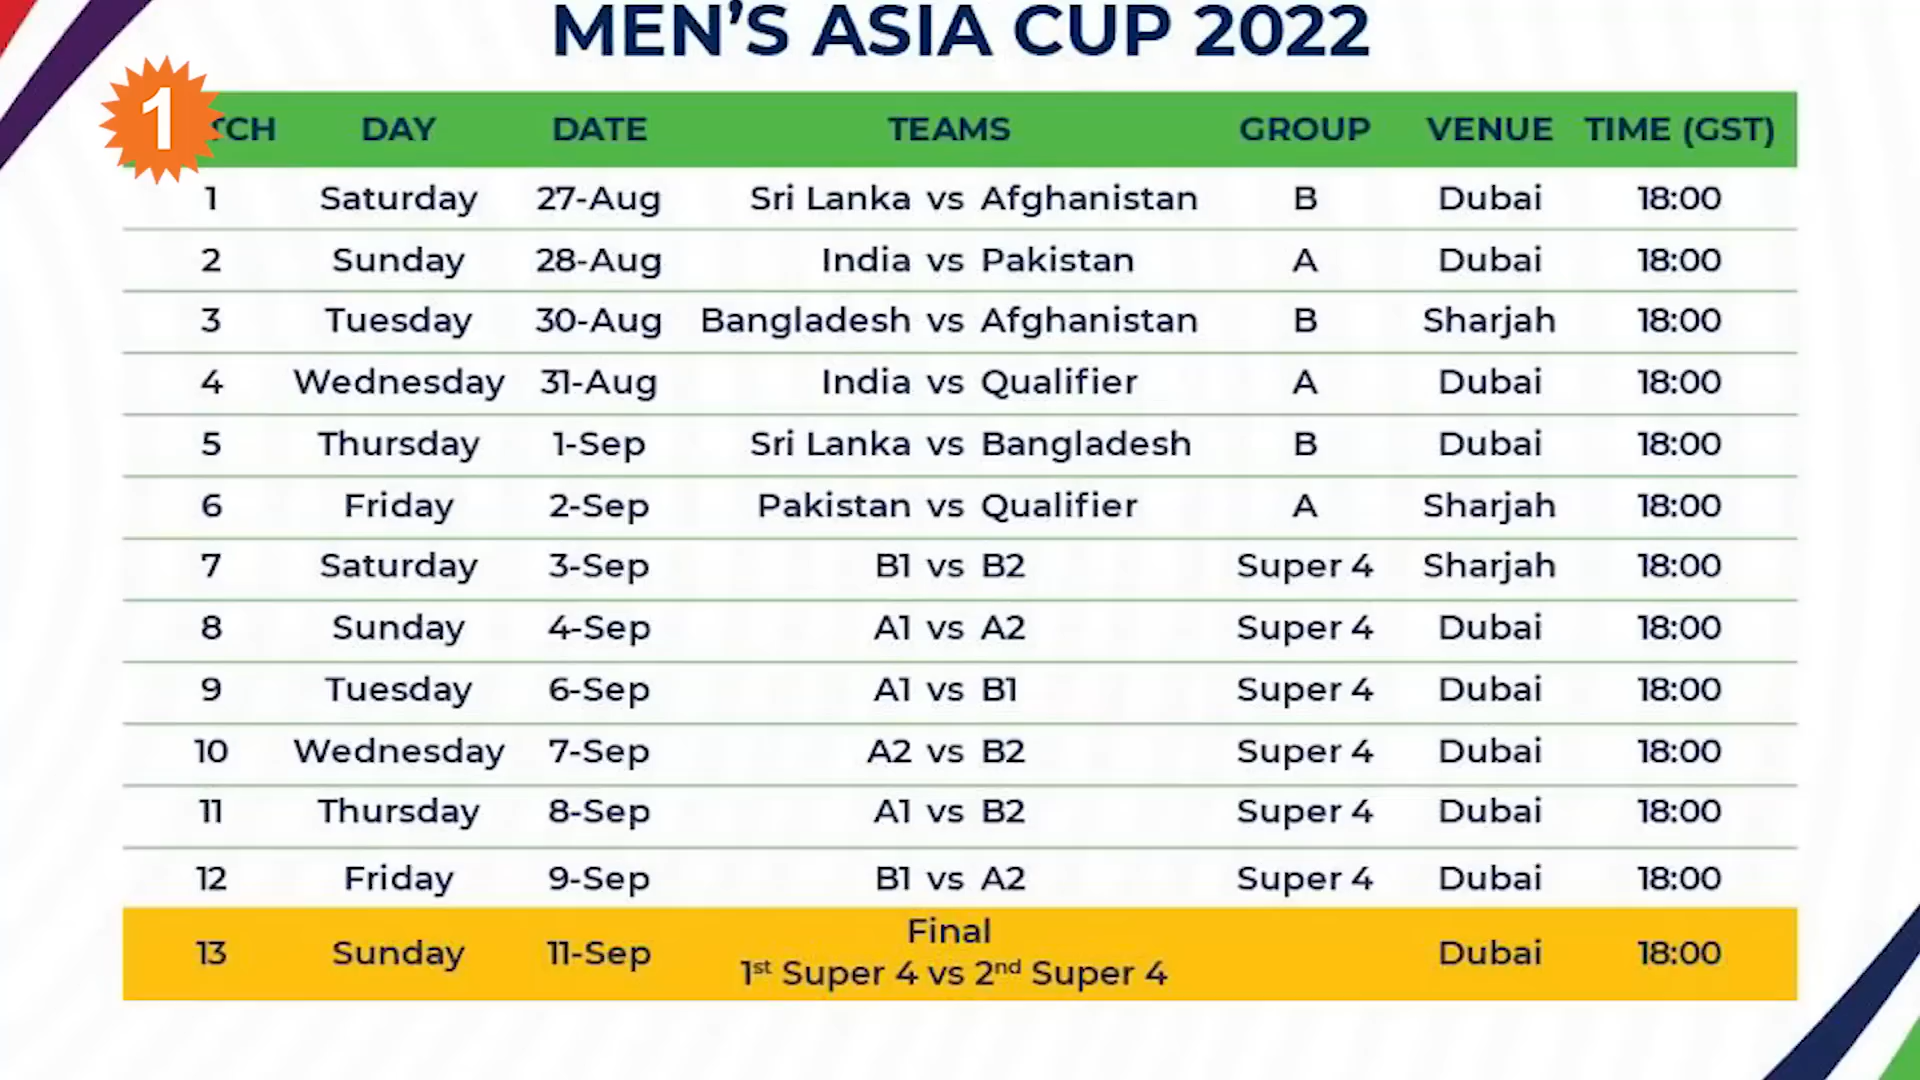 MEN'S ASIA CUP 2022
1
TCH DAY DATE TEAMS GROUP VENUE TIME (GST)
1 Saturday 27-Aug Sri Lanka vs Afghanistan B Dubai 18:00
2 Sunday 28-Aug India vs Pakistan A Dubai 18:00
3 Tuesday 30-Aug Bangladesh vs Afghanistan B Sharjah 18:00
4 Wednesday 31-Aug India vs Qualifier A Dubai 18:00
5 Thursday 1-Sep Sri Lanka vs Bangladesh B Dubai 18:00
6 Friday 2-Sep Pakistan vs Qualifier A Sharjah 18:00
7 Saturday 3-Sep B1 vs B2 Super 4 Sharjah 18:00
8 Sunday 4-Sep A1 vs A2 Super 4 Dubai 18:00
9 Tuesday 6-Sep A1 vs B1 Super 4 Dubai 18:00
10 Wednesday 7-Sep A2 vs B2 Super 4 Dubai 18:00
11 Thursday 8-Sep A1 vs B2 Super 4 Dubai 18:00
12 Friday 9-Sep B1 vs A2 Super 4 Dubai 18:00
Final
13 Sunday 11-Sep 1st Super 4 vs 2nd Super 4 Dubai 18:00